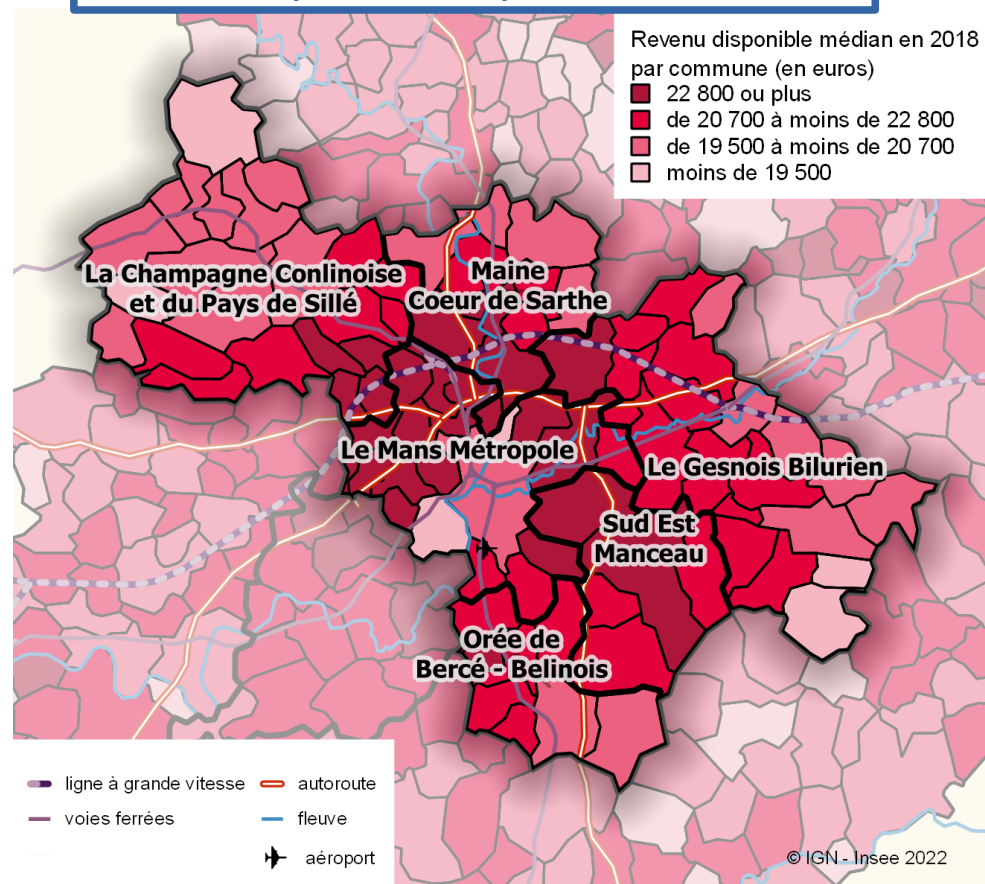 Revenu disponible médian en 2018
par commune (en euros)
22 800 ou plus
de 20 700 à moins de 22 800
de 19 500 à moins de 20 700
moins de 19 500
La Champagne Conlinoise
et du Pays de Sillé
Maine
Coeur de Sarthe
Le Mans Métropole
Le Gesnois Bilurien
Sud Est
Manceau
Orée de
Bercé - Belinois
ligne à grande vitesse
autoroute
voies ferrées
fleuve
aéroport
© IGN - Insee 2022